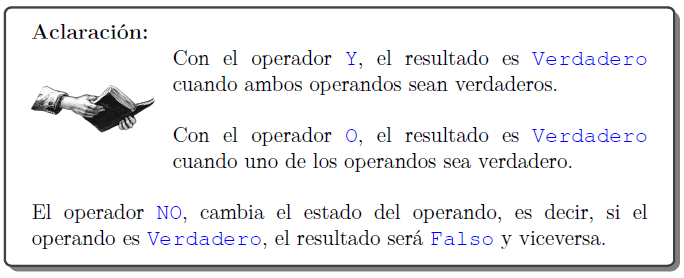 Aclaración:
Con el operador Y, el resultado es Verdadero
cuando ambos operandos sean verdaderos.
Con el operador O, el resultado es Verdadero
cuando uno de los operandos sea verdadero.
El operador NO, cambia el estado del operando, es decir, si el
operando es Verdadero, el resultado será Falso y viceversa.